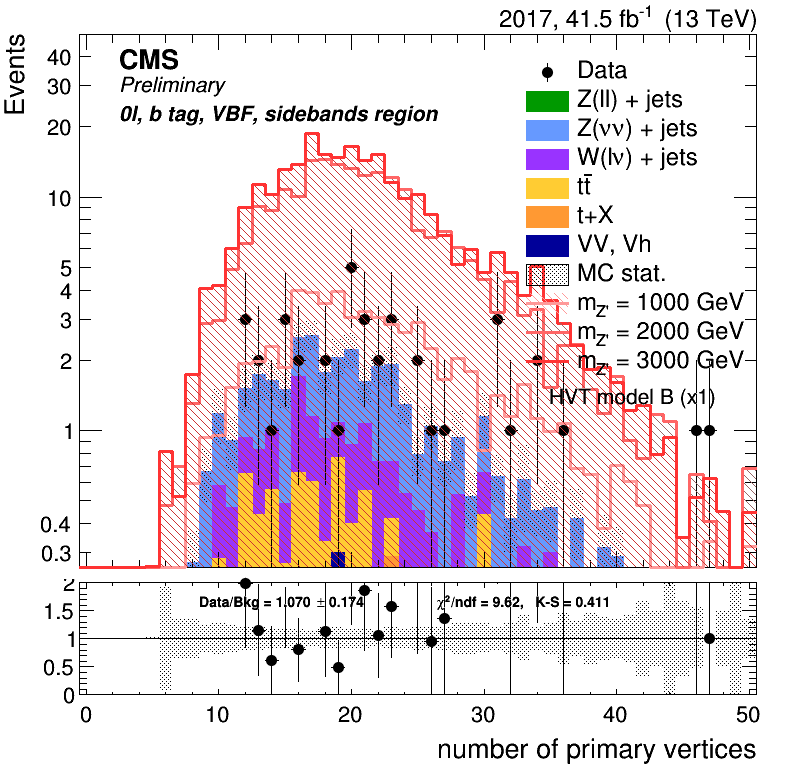 2017, 41.5 fb⁻¹ (13 TeV)
Events
CMS
Preliminary
0l, b tag, VBF, sidebands region
Data
Z(ll) + jets
Z(νν) + jets
W(lν) + jets
tt̄
t+X
VV, Vh
MC stat.
m_Z' = 1000 GeV
m_Z' = 2000 GeV
m_Z' = 3000 GeV
HVT model B (x1)
40
30
20
10
5
4
3
2
1
0.4
0.3
Data/Bkg = 1.070 ± 0.174
χ²/ndf = 9.62, K-S = 0.411
2
1.5
1
0.5
0
0 10 20 30 40 50
number of primary vertices